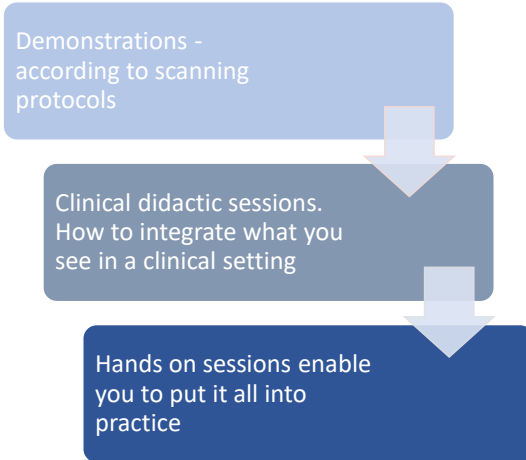 Demonstrations -
according to scanning
protocols
Clinical didactic sessions.
How to integrate what you
see in a clinical setting
Hands on sessions enable
you to put it all into
practice